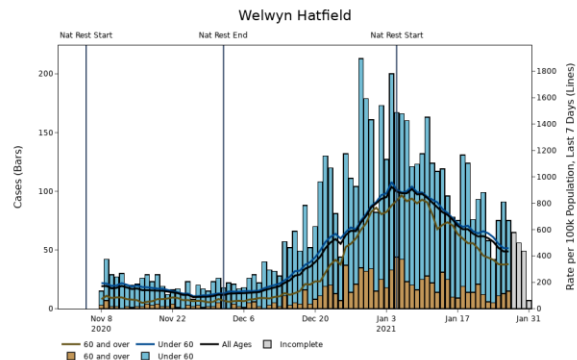 Welwyn Hatfield
Nat Rest Start
Nat Rest End
Nat Rest Start
Cases (Bars)
200
150
100
50
0
Rate per 100k Population, Last 7 Days (Lines)
1800
1600
1400
1200
1000
800
600
400
200
0
Nov 8
2020
Nov 22
Dec 6
Dec 20
Jan 3
2021
Jan 17
Jan 31
60 and over
Under 60
All Ages
Incomplete
60 and over
Under 60